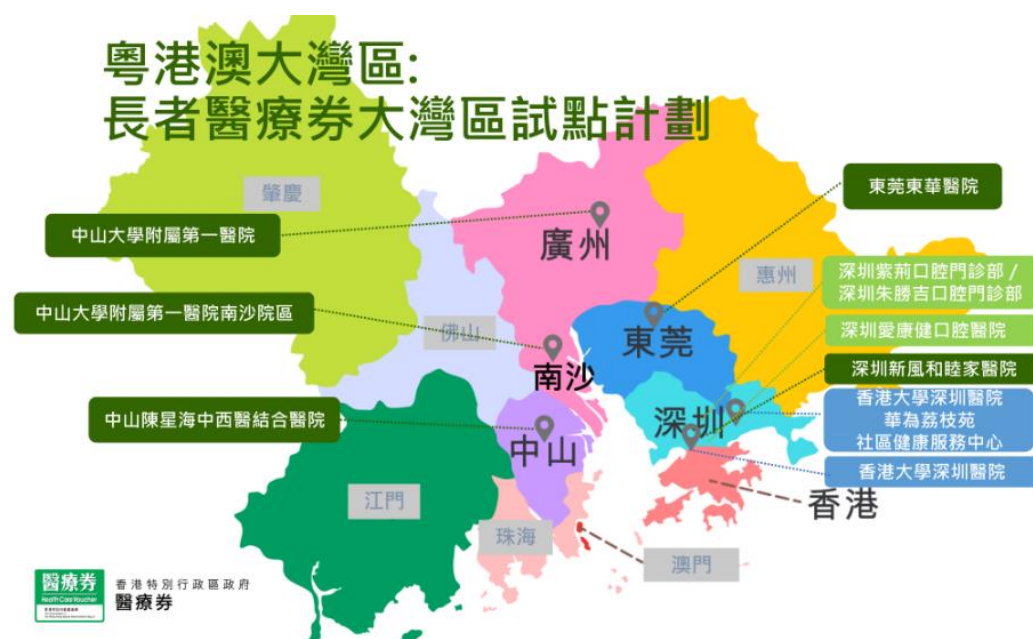 粵港澳大灣區:
長者醫療券大灣區試點計劃
肇慶
東莞東華醫院
中山大學附屬第一醫院
廣州
惠州
深圳紫荊口腔門診部 /
深圳朱勝吉口腔門診部
中山大學附屬第一醫院南沙院區
佛山
東莞
深圳愛康健口腔醫院
南沙
深圳新風和睦家醫院
中山陳星海中西醫結合醫院
中山
深圳
香港大學深圳醫院
華為荔枝苑
社區健康服務中心
香港大學深圳醫院
江門
香港
珠海
澳門
醫療券
Health Care Voucher
香港特別行政區政府
醫療券